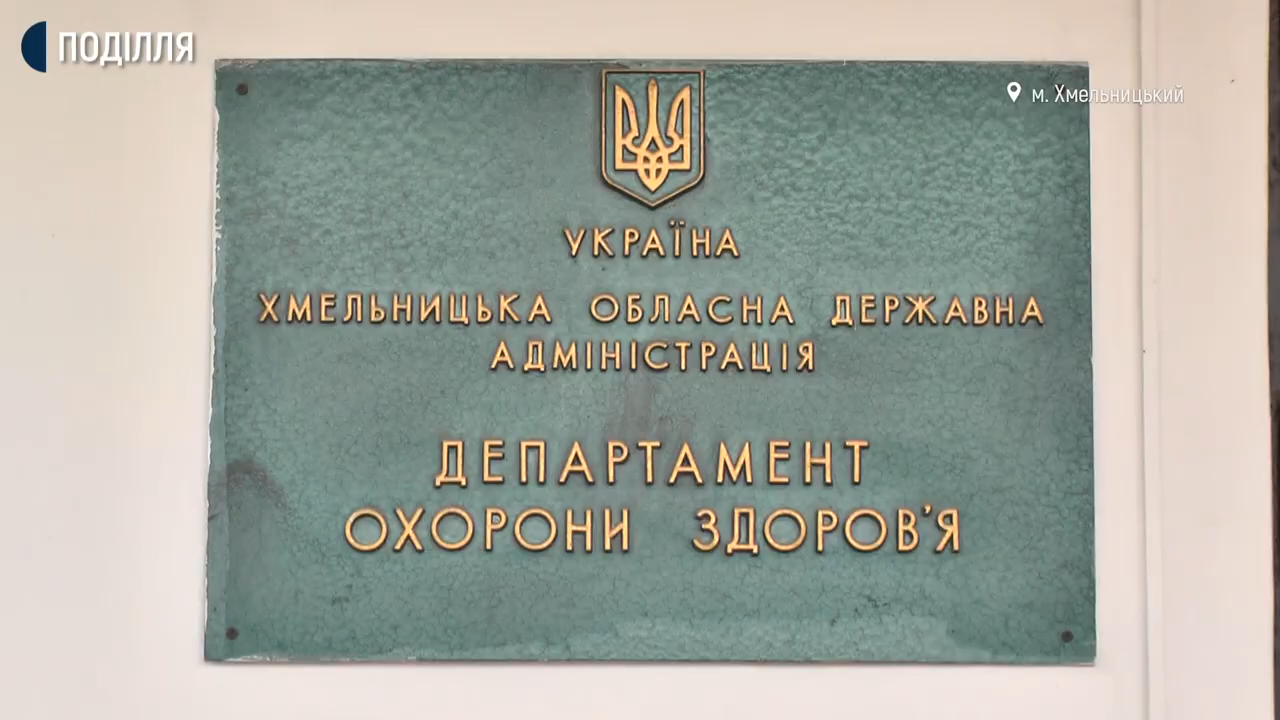 ПОДІЛЛЯ
м. Хмельницький
УКРАЇНА
ХМЕЛЬНИЦЬКА ОБЛАСНА ДЕРЖАВНА
АДМІНІСТРАЦІЯ
ДЕПАРТАМЕНТ
ОХОРОНИ ЗДОРОВ'Я